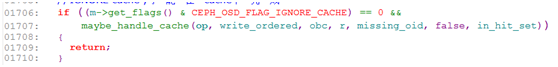 01706: if ((m->get_flags() & CEPH_OSD_FLAG_IGNORE_CACHE) == 0 &&
01707: maybe_handle_cache(op, write_ordered, obc, r, missing_oid, false, in_hit_set))
01708: {
01709: return;
01710: }